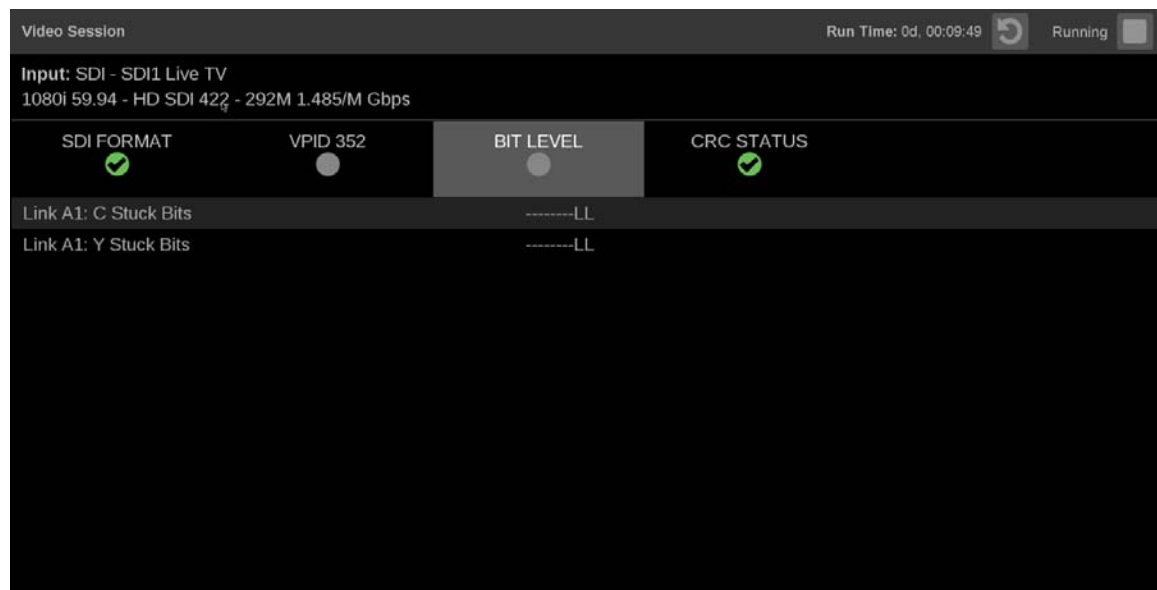 Video Session Run Time: 0d, 00:09:49 Running
Input: SDI - SDI1 Live TV
1080i 59.94 - HD SDI 422 - 292M 1.485/M Gbps
SDI FORMAT VPID 352 BIT LEVEL CRC STATUS
Link A1: C Stuck Bits --------LL
Link A1: Y Stuck Bits --------LL